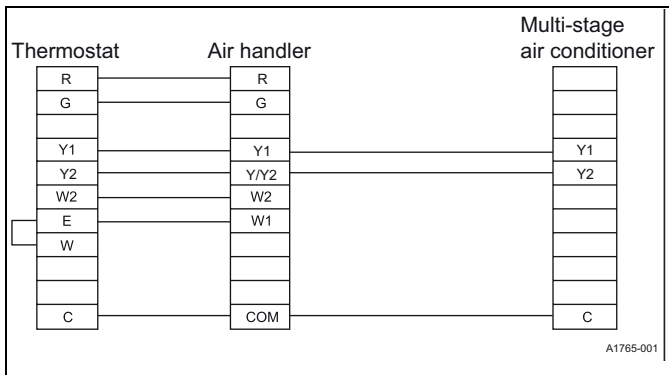 Multi-stage
Thermostat Air handler air conditioner
R R
G G
Y1 Y1 Y1
Y2 Y/Y2 Y2
W2 W2
E W1
W
C COM C
A1765-001